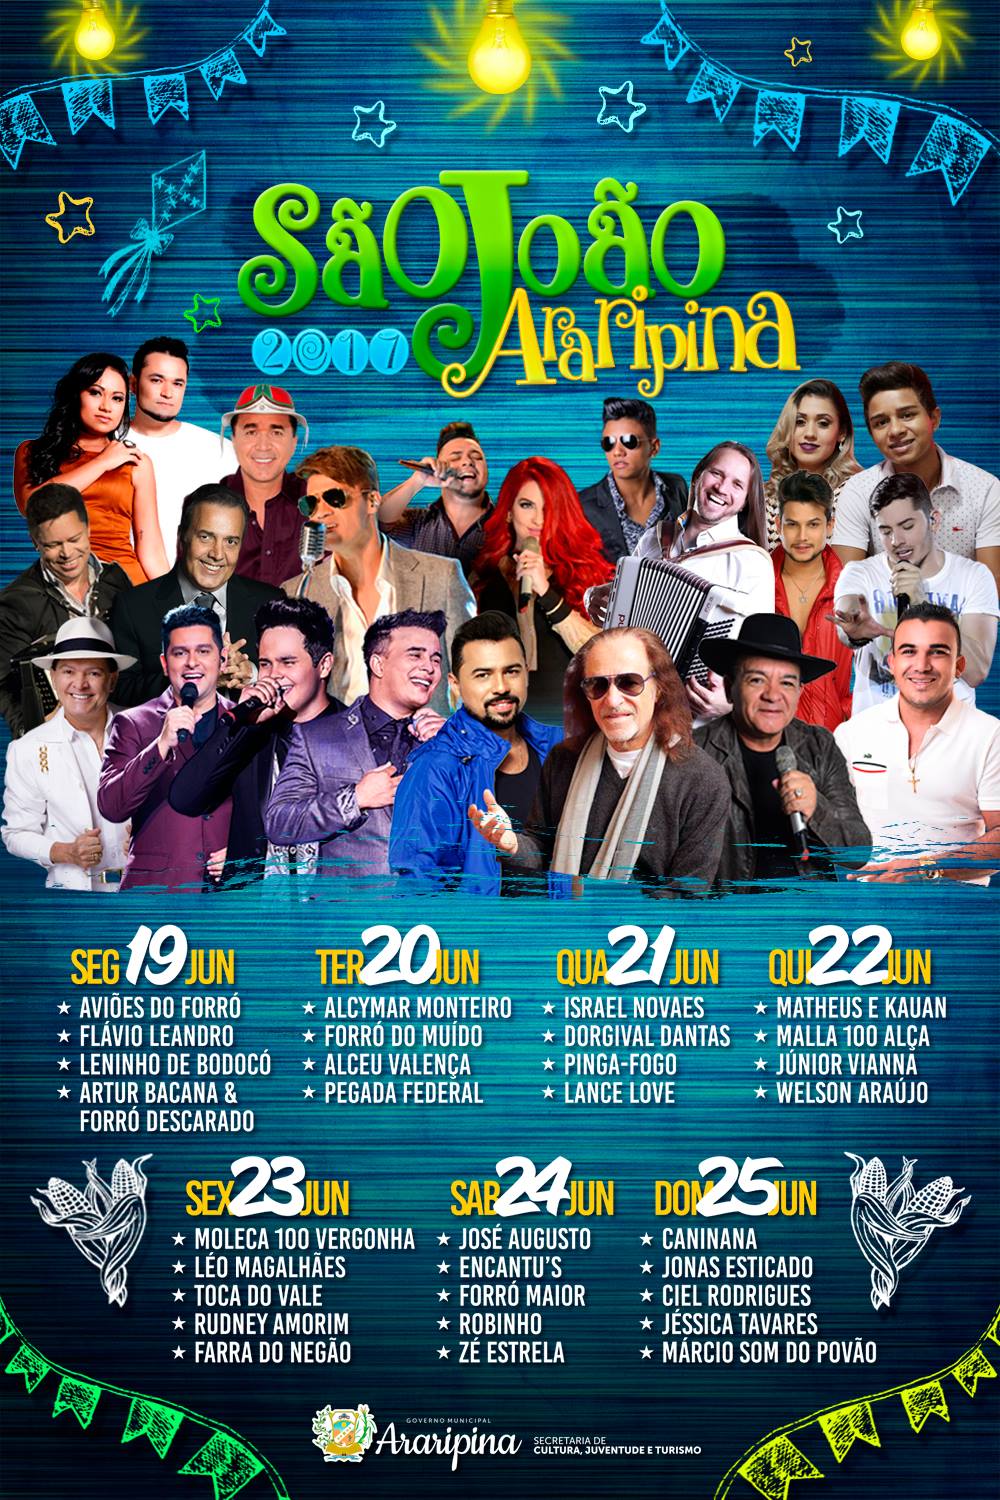 São João
2017 Araripina
SEG 19 JUN
★ AVIÕES DO FORRÓ
★ FLÁVIO LEANDRO
★ LENINHO DE BODOCÓ
★ ARTUR BACANA &
FORRÓ DESCARADO
TER 20 JUN
★ ALCYMAR MONTEIRO
★ FORRÓ DO MUÍDO
★ ALCEU VALENÇA
★ PEGADA FEDERAL
QUA 21 JUN
★ ISRAEL NOVAES
★ DORGIVAL DANTAS
★ PINGA-FOGO
★ LANCE LOVE
QUI 22 JUN
★ MATHEUS E KAUAN
★ MALLA 100 ALÇA
★ JÚNIOR VIANNA
★ WELSON ARAÚJO
SEX 23 JUN
★ MOLECA 100 VERGONHA
★ LÉO MAGALHÃES
★ TOCA DO VALE
★ RUDNEY AMORIM
★ FARRA DO NEGÃO
SAB 24 JUN
★ JOSÉ AUGUSTO
★ ENCANTU'S
★ FORRÓ MAIOR
★ ROBINHO
★ ZÉ ESTRELA
DOM 25 JUN
★ CANINANA
★ JONAS ESTICADO
★ CIEL RODRIGUES
★ JÉSSICA TAVARES
★ MÁRCIO SOM DO POVÃO
GOVERNO MUNICIPAL
Araripina
SECRETARIA DE
CULTURA, JUVENTUDE E TURISMO